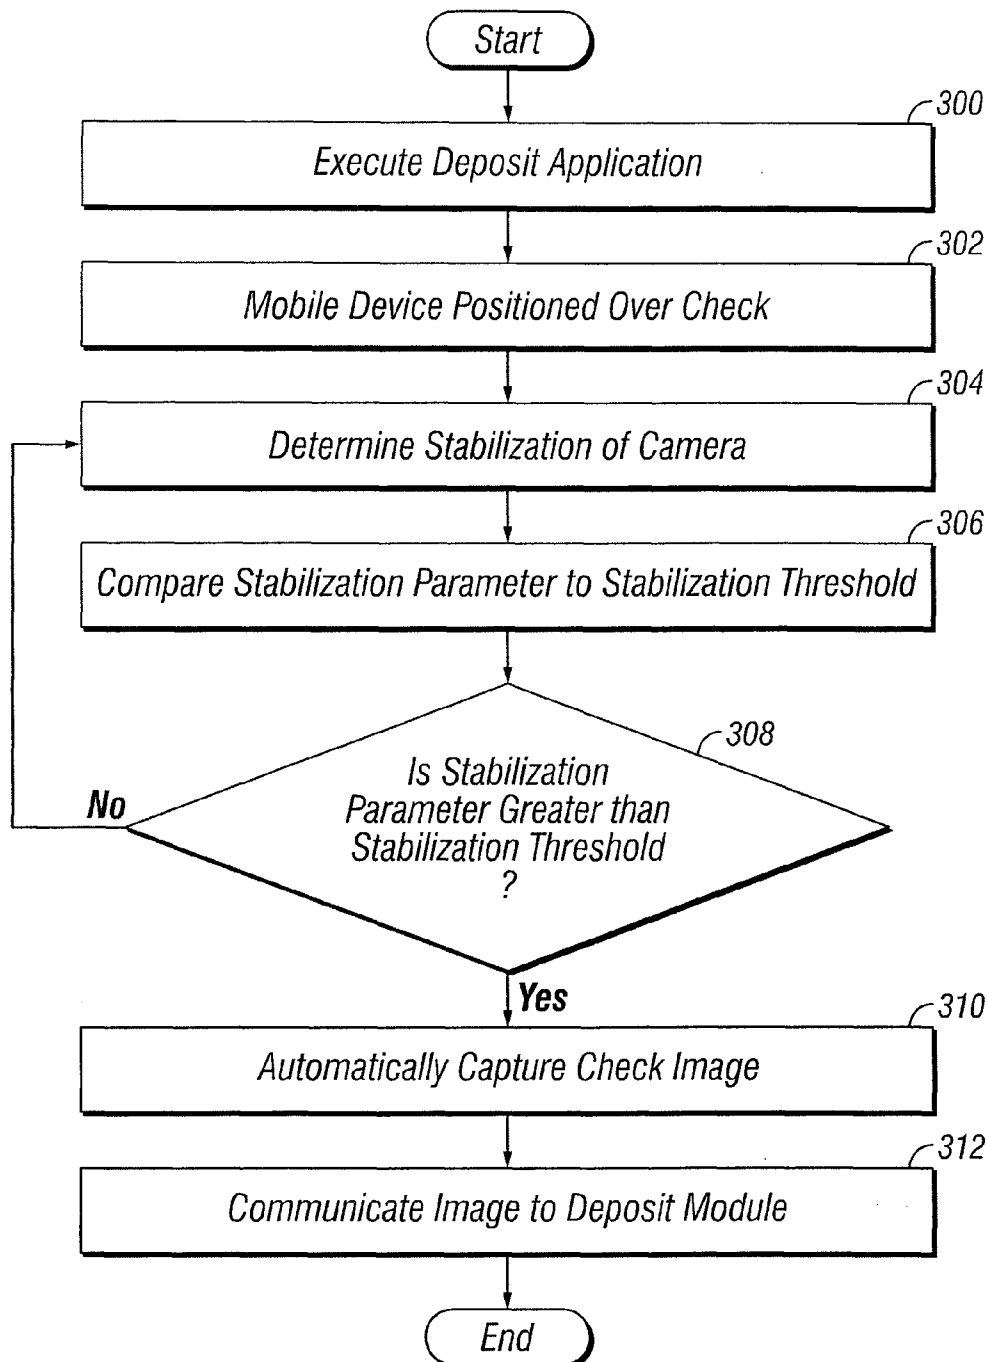 Start
300
Execute Deposit Application
302
Mobile Device Positioned Over Check
304
Determine Stabilization of Camera
306
Compare Stabilization Parameter to Stabilization Threshold
308
Is Stabilization
Parameter Greater than
Stabilization Threshold
?
No
Yes
310
Automatically Capture Check Image
312
Communicate Image to Deposit Module
End